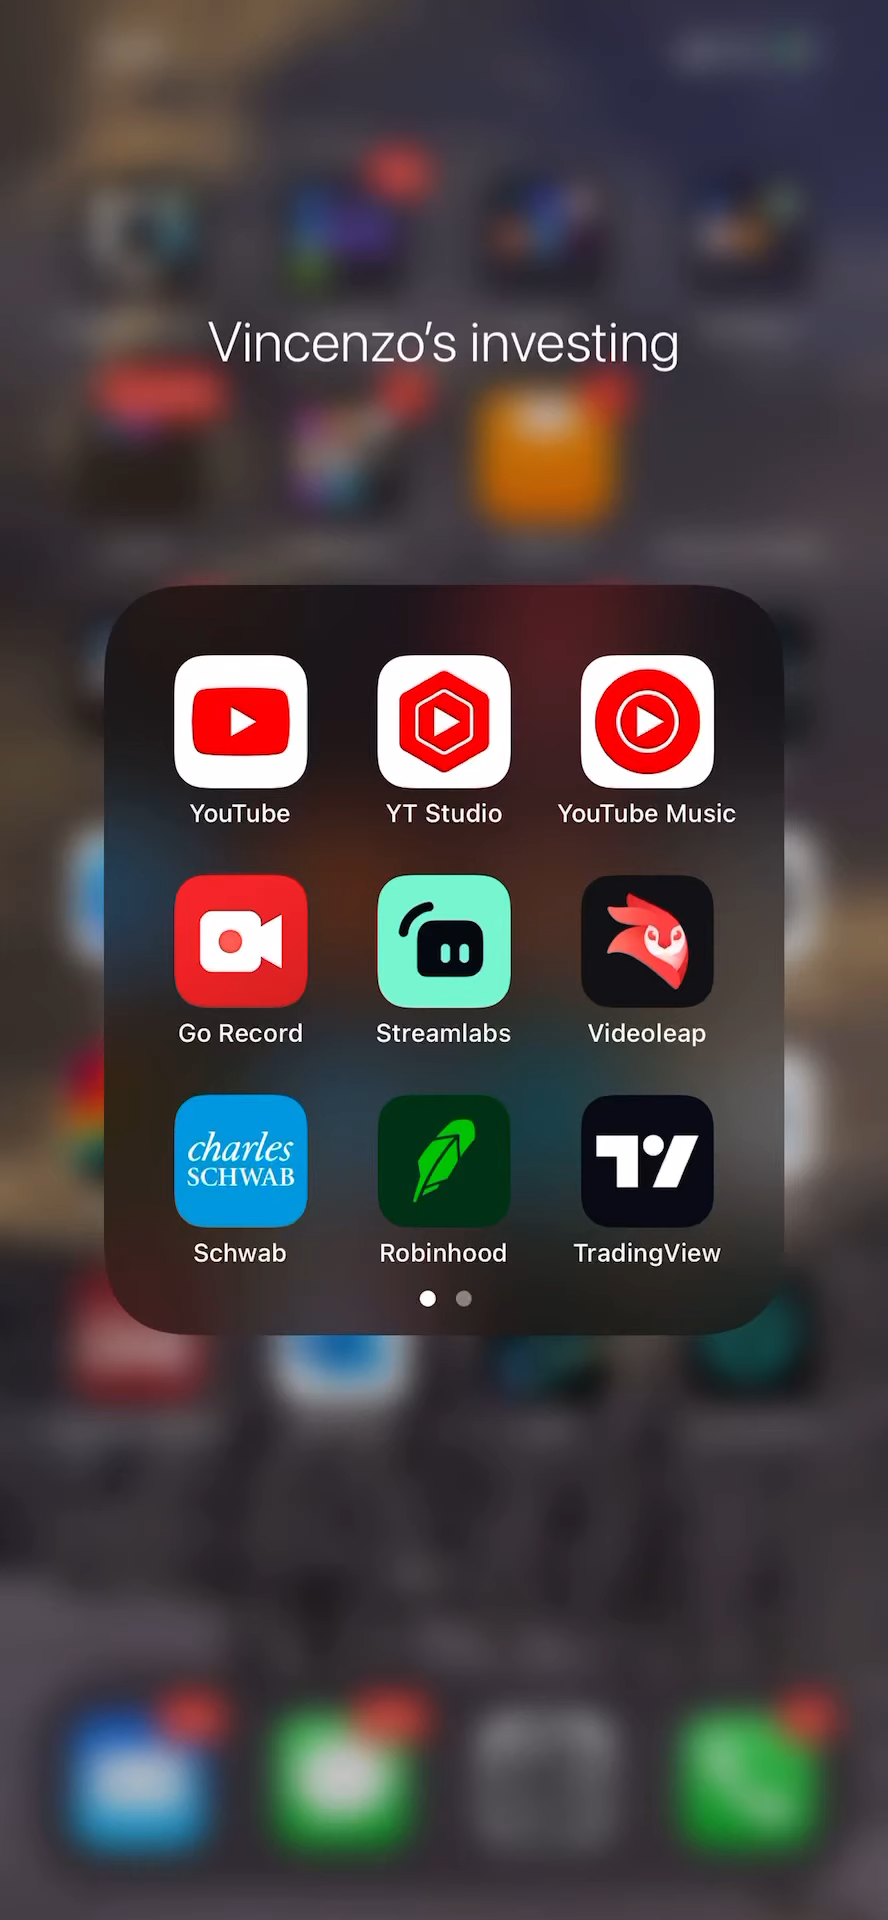 Vincenzo’s investing
YouTube
YT Studio
YouTube Music
Go Record
Streamlabs
Videoleap
charles
SCHWAB
Schwab
Robinhood
TradingView